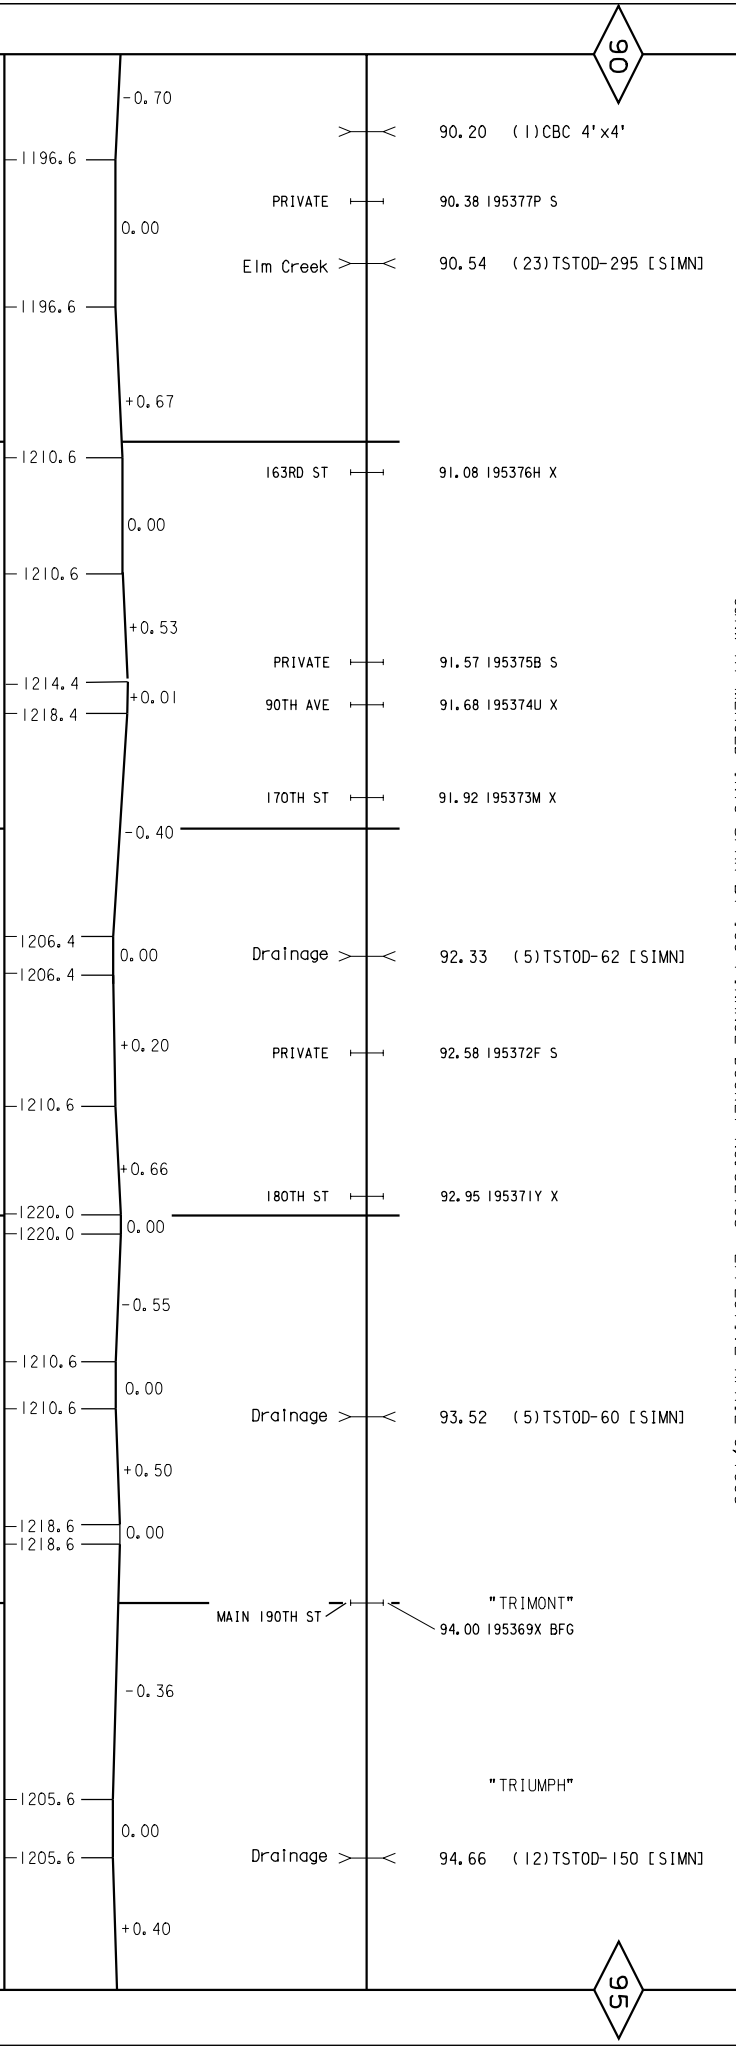 90
-0.70
90.20 (1)CBC 4'x4'
1196.6
PRIVATE 90.38 195377P S
0.00
Elm Creek 90.54 (23)TSTOD-295 [SIMN]
1196.6
+0.67
1210.6
163RD ST 91.08 195376H X
0.00
1210.6
+0.53
PRIVATE 91.57 195375B S
1214.4
+0.01
90TH AVE 91.68 195374U X
1218.4
170TH ST 91.92 195373M X
-0.40
1206.4
0.00
Drainage 92.33 (5)TSTOD-62 [SIMN]
1206.4
+0.20
PRIVATE 92.58 195372F S
1210.6
+0.66
180TH ST 92.95 195371Y X
1220.0
0.00
1220.0
-0.55
1210.6
0.00
1210.6
Drainage 93.52 (5)TSTOD-60 [SIMN]
+0.50
1218.6
0.00
1218.6
"TRIMONT"
MAIN 190TH ST 94.00 195369X BFG
-0.36
"TRIUMPH"
1205.6
0.00
1205.6
Drainage 94.66 (12)TSTOD-150 [SIMN]
+0.40
95